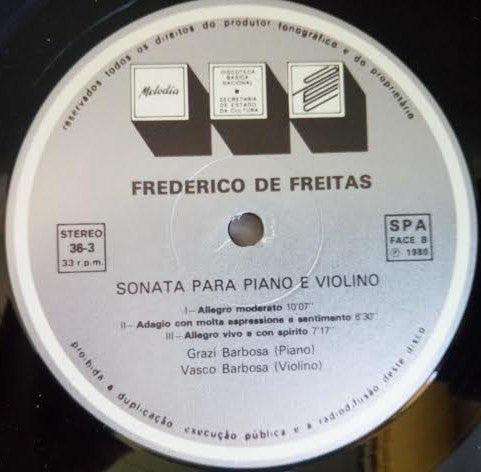 reservados todos os direitos do produtor fonográfico e do proprietário
Melodia
DISCOTECA
BÁSICA
NACIONAL
SECRETARIA
DE ESTADO
DA CULTURA
FREDERICO DE FREITAS
STEREO
36-3
33 r.p.m.
SPA
FACE B
Ⓟ 1980
SONATA PARA PIANO E VIOLINO
I—Allegro moderato 10'07''
II—Adagio con molta espressione e sentimento 6'30''
III—Allegro vivo e con spirito 7'17''
Grazi Barbosa (Piano)
Vasco Barbosa (Violino)
proibida a duplicação execução pública e a radiodifusão deste disco